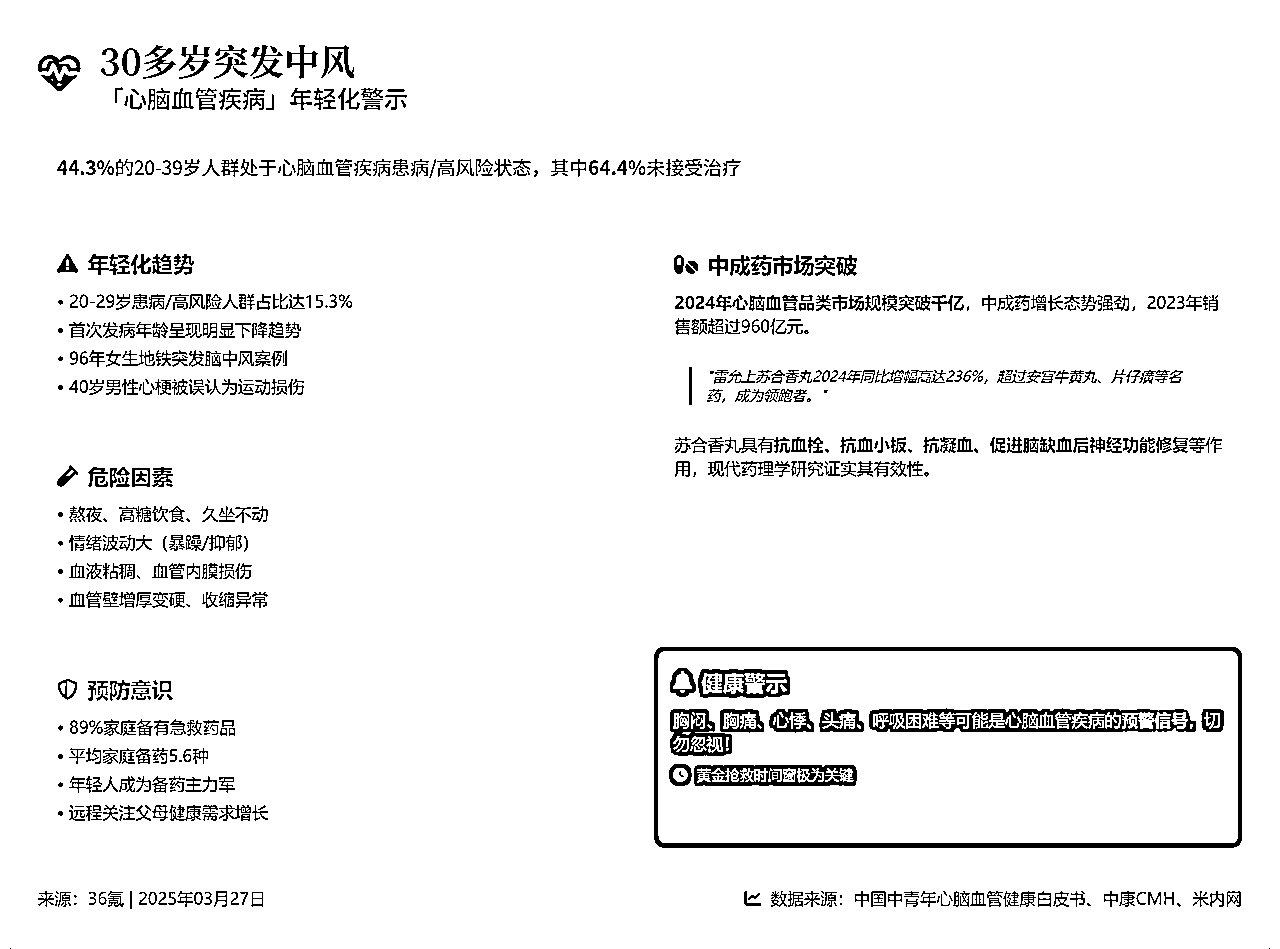 30多岁突发中风
「心脑血管疾病」年轻化警示
44.3%的20-39岁人群处于心脑血管疾病患病/高风险状态，其中64.4%未接受治疗
年轻化趋势
• 20-29岁患病/高风险人群占比达15.3%
• 首次发病年龄呈现明显下降趋势
• 96年女生地铁突发脑中风案例
• 40岁男性心梗被误认为运动损伤
危险因素
• 熬夜、高糖饮食、久坐不动
• 情绪波动大（暴躁/抑郁）
• 血液粘稠、血管内膜损伤
• 血管壁增厚变硬、收缩异常
预防意识
• 89%家庭备有急救药品
• 平均家庭备药5.6种
• 年轻人成为备药主力军
• 远程关注父母健康需求增长
中成药市场突破
2024年心脑血管品类市场规模突破千亿，中成药增长态势强劲，2023年销
售额超过960亿元。
"雷允上苏合香丸2024年同比增幅高达236%，超过安宫牛黄丸、片仔癀等名
药，成为领跑者。"
苏合香丸具有抗血栓、抗血小板、抗凝血、促进脑缺血后神经功能修复等作
用，现代药理学研究证实其有效性。
健康警示
胸闷、胸痛、心悸、头痛、呼吸困难等可能是心脑血管疾病的预警信号，切
勿忽视！
黄金抢救时间窗极为关键
来源：36氪 | 2025年03月27日
数据来源：中国中青年心脑血管健康白皮书、中康CMH、米内网